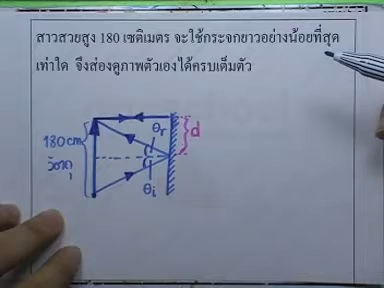 สาวสวยสูง 180 เซติเมตร จะใช้กระจกยาวอย่างน้อยที่สุด
เท่าใด จึงส่องดูภาพตัวเองได้ครบเต็มตัว
θr
d
180 cm
วัตถุ
θi